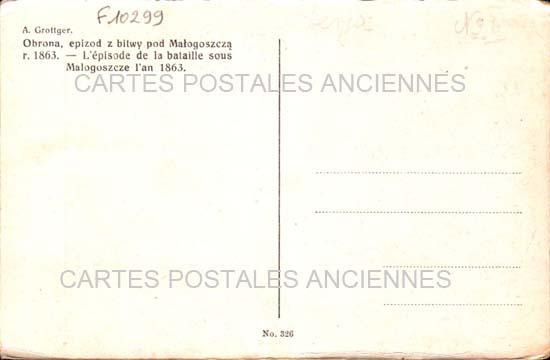 F10299
A. Grottger.
Obrona, epizod z bitwy pod Małogoszczą
r. 1863. — L'épisode de la bataille sous
Małogoszcze l'an 1863.
CARTES POSTALES ANCIENNES
CARTES POSTALES ANCIENNES
No. 326